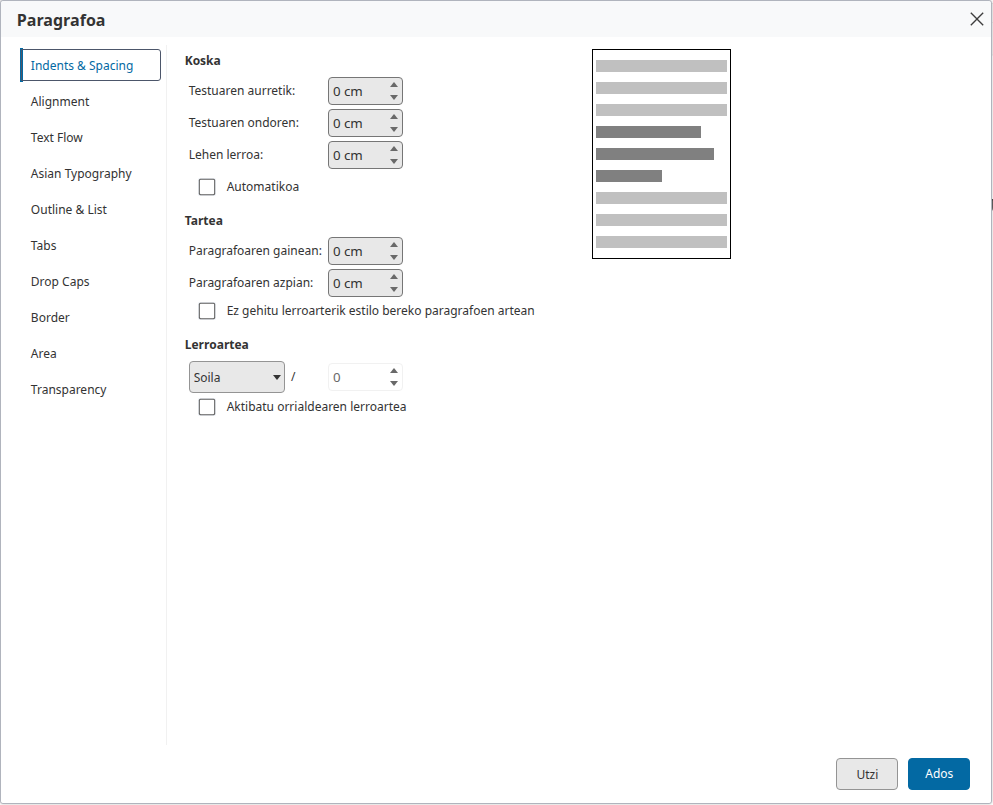 Paragrafoa
Indents & Spacing
Alignment
Text Flow
Asian Typography
Outline & List
Tabs
Drop Caps
Border
Area
Transparency
Koska
Testuaren aurretik: 0 cm
Testuaren ondoren: 0 cm
Lehen lerroa: 0 cm
Automatikoa
Tartea
Paragrafoaren gainean: 0 cm
Paragrafoaren azpian: 0 cm
Ez gehitu lerroarterik estilo bereko paragrafoen artean
Lerroartea
Soila / 0
Aktibatu orrialdearen lerroartea
Utzi Ados